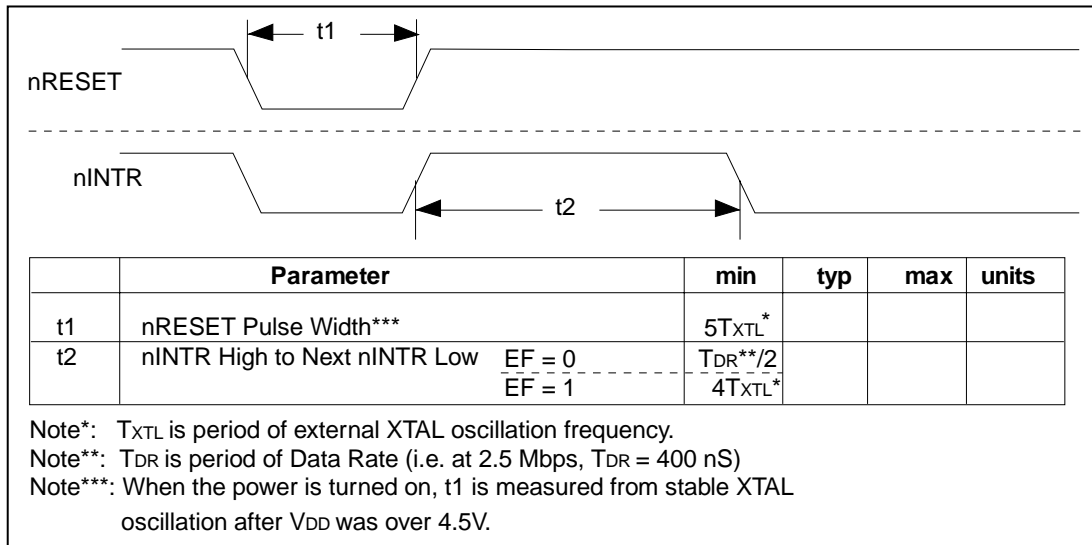 t1
nRESET
nINTR
t2
Parameter min typ max units
t1 nRESET Pulse Width*** 5TXTL*
t2 nINTR High to Next nINTR Low EF = 0 TDR**/2
EF = 1 4TXTL*
Note*: TXTL is period of external XTAL oscillation frequency.
Note**: TDR is period of Data Rate (i.e. at 2.5 Mbps, TDR = 400 nS)
Note***: When the power is turned on, t1 is measured from stable XTAL
oscillation after VDD was over 4.5V.